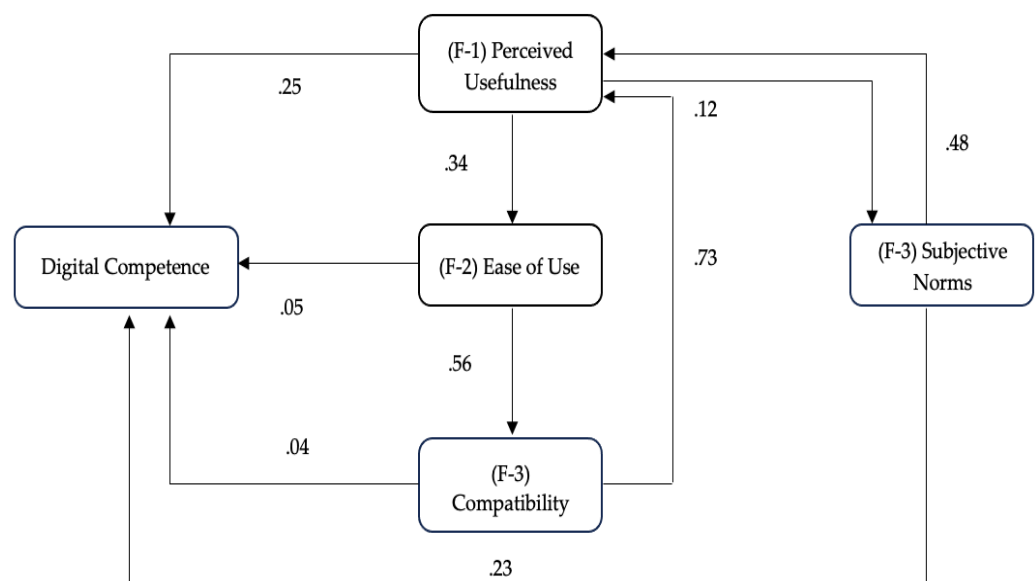 (F-1) Perceived
Usefulness
.25
.12
.48
.34
(F-2) Ease of Use
Digital Competence
(F-3) Subjective
Norms
.73
.05
.56
.04
(F-3)
Compatibility
.23